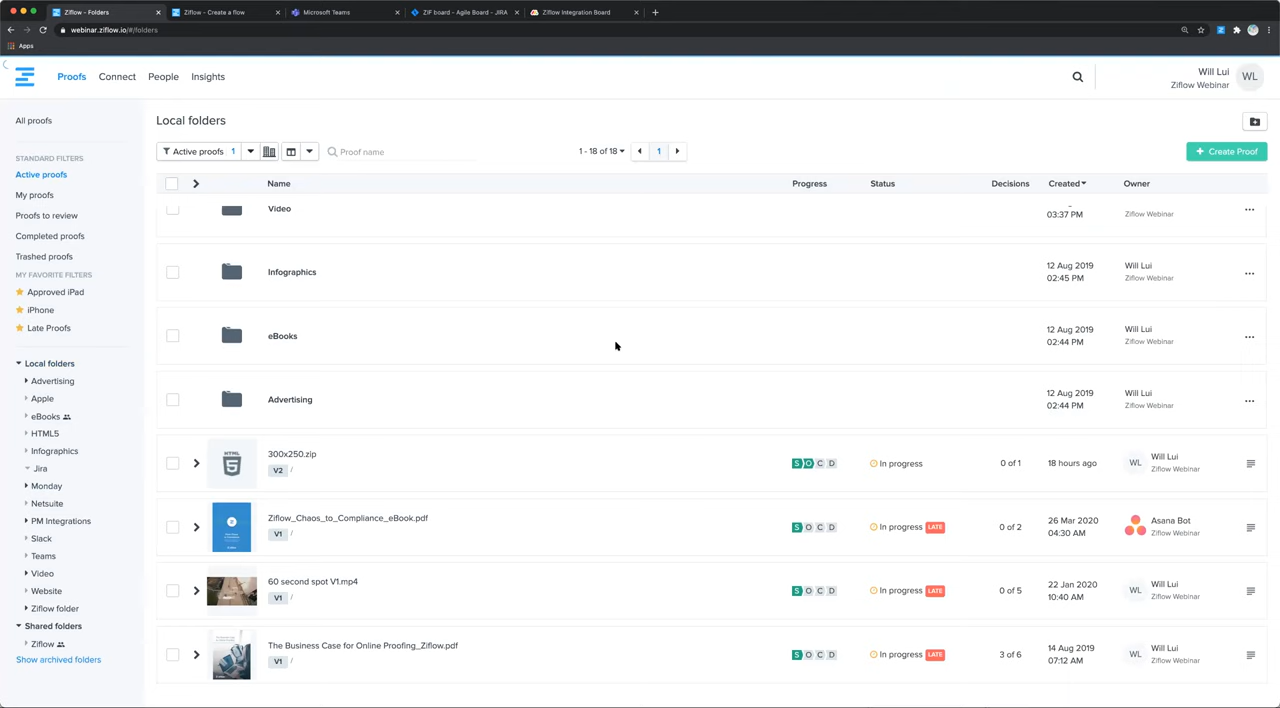 Ziflow - Folders
Ziflow - Create a flow
Microsoft Teams
ZIF board - Agile Board - JIRA
Ziflow Integration Board
webinar.ziflow.io/#/folders
Apps
Proofs
Connect
People
Insights
Will Lui
Ziflow Webinar
WL
All proofs
STANDARD FILTERS
Active proofs
My proofs
Proofs to review
Completed proofs
Trashed proofs
MY FAVORITE FILTERS
Approved iPad
iPhone
Late Proofs
Local folders
Advertising
Apple
eBooks
HTML5
Infographics
Jira
Monday
Netsuite
PM Integrations
Slack
Teams
Video
Website
Ziflow folder
Shared folders
Ziflow
Show archived folders
Local folders
Active proofs 1
Proof name
1 - 18 of 18
1
+ Create Proof
Name
Progress
Status
Decisions
Created
Owner
Video
03:37 PM
Ziflow Webinar
Infographics
12 Aug 2019
02:45 PM
Will Lui
Ziflow Webinar
eBooks
12 Aug 2019
02:44 PM
Will Lui
Ziflow Webinar
Advertising
12 Aug 2019
02:44 PM
Will Lui
Ziflow Webinar
HTML
5
300x250.zip
V2 /
S O C D
In progress
0 of 1
18 hours ago
WL
Will Lui
Ziflow Webinar
Ziflow_Chaos_to_Compliance_eBook.pdf
V1 /
S O C D
In progress LATE
0 of 2
26 Mar 2020
04:30 AM
Asana Bot
Ziflow Webinar
60 second spot V1.mp4
V1 /
S O C D
In progress LATE
0 of 5
22 Jan 2020
10:40 AM
WL
Will Lui
Ziflow Webinar
The Business Case for Online Proofing_Ziflow.pdf
V1 /
S O C D
In progress LATE
3 of 6
14 Aug 2019
07:12 AM
WL
Will Lui
Ziflow Webinar